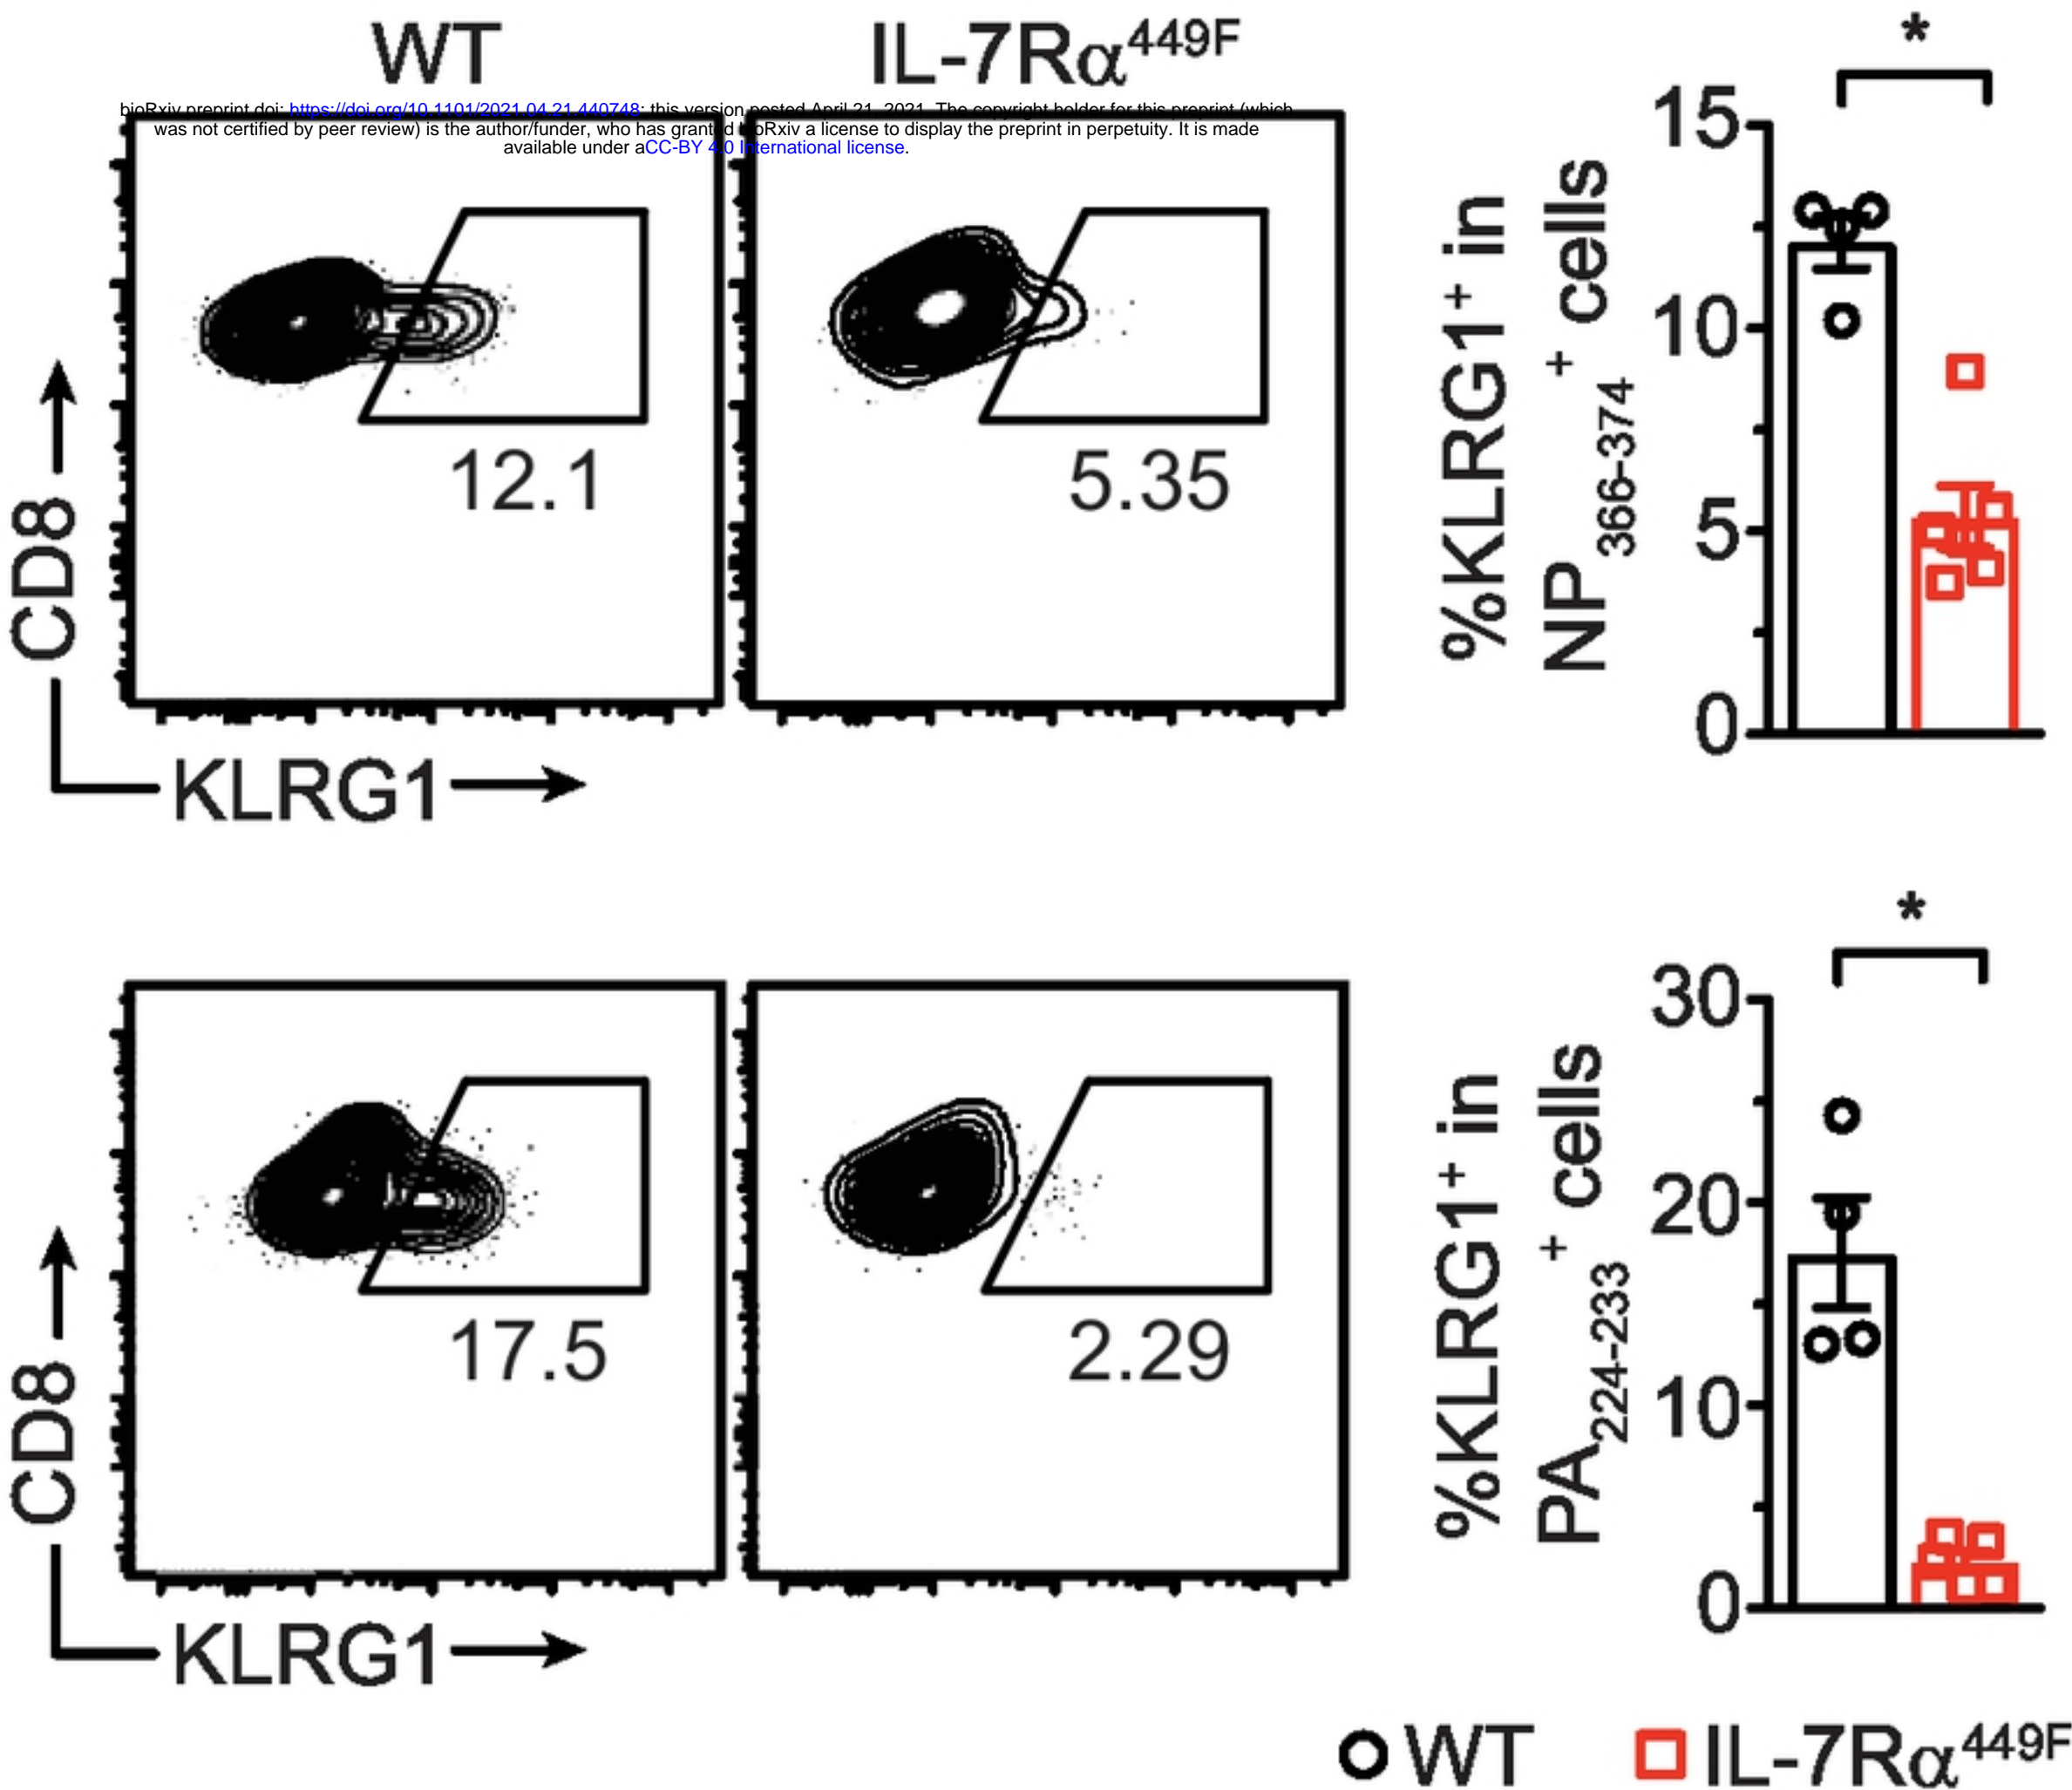 WT
IL-7Rα449F
*
bioRxiv preprint doi: https://doi.org/10.1101/2021.04.21.440748; this version posted April 21, 2021. The copyright holder for this preprint (which
was not certified by peer review) is the author/funder, who has granted bioRxiv a license to display the preprint in perpetuity. It is made
available under aCC-BY 4.0 International license.
CD8
12.1
5.35
KLRG1
%KLRG1+ in
NP366-374+ cells
15
10
5
0
*
CD8
17.5
2.29
KLRG1
%KLRG1+ in
PA224-233+ cells
30
20
10
0
WT
IL-7Rα449F